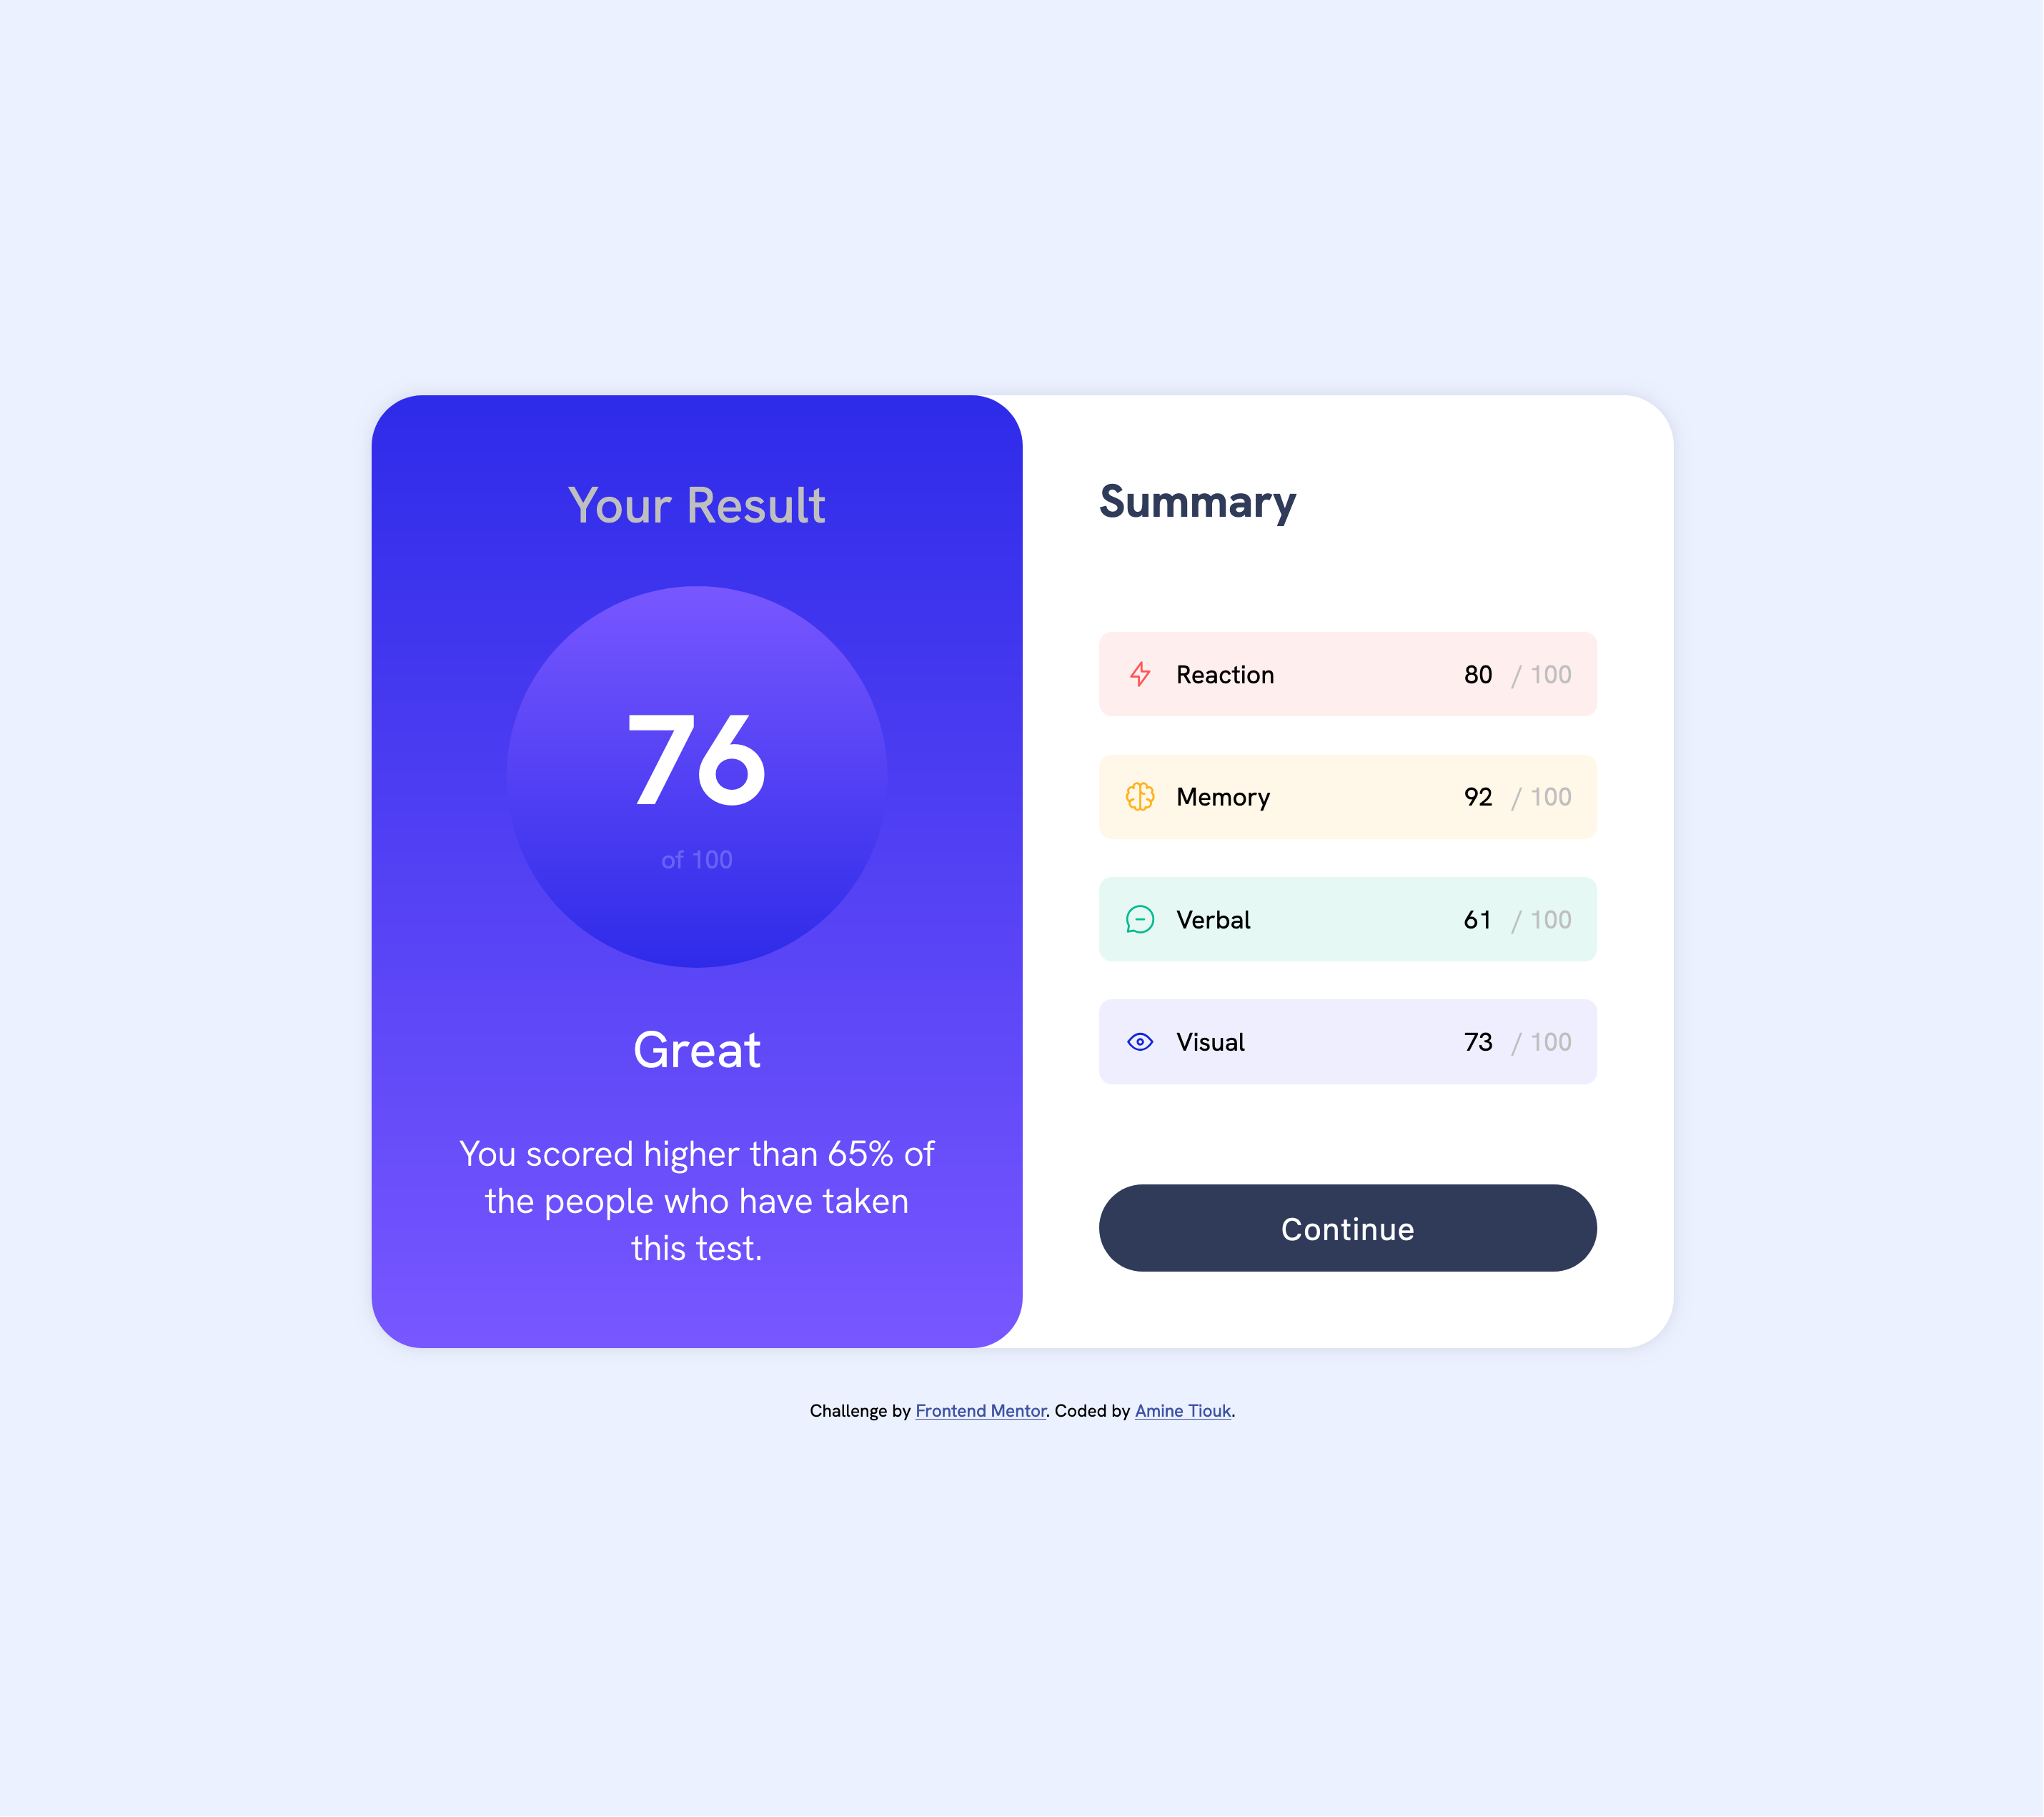 Your Result
76
of 100
Great
You scored higher than 65% of
the people who have taken
this test.
Summary
Reaction 80 / 100
Memory 92 / 100
Verbal 61 / 100
Visual 73 / 100
Continue
Challenge by Frontend Mentor. Coded by Amine Tiouk.